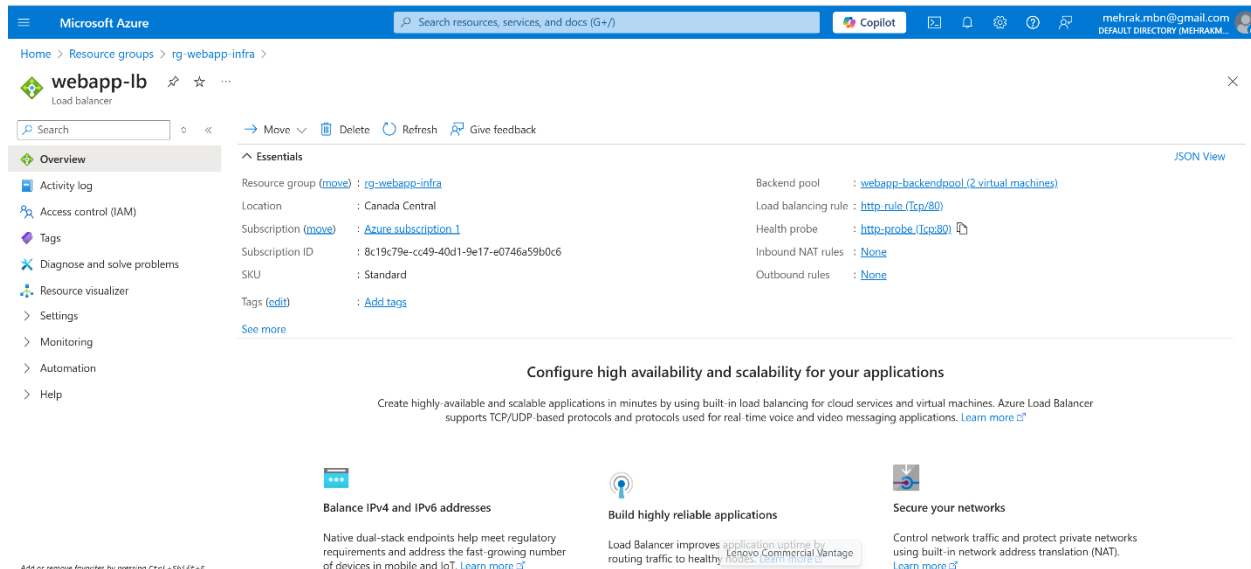 Microsoft Azure
Search resources, services, and docs (G+/)
Copilot
mehrak.mbn@gmail.com
DEFAULT DIRECTORY (MEHRAKM...
Home > Resource groups > rg-webapp-infra >
webapp-lb
Load balancer
Search
Move
Delete
Refresh
Give feedback
Overview
Activity log
Access control (IAM)
Tags
Diagnose and solve problems
Resource visualizer
Settings
Monitoring
Automation
Help
Add or remove favorites by pressing Ctrl+Shift+F
Essentials
JSON View
Resource group (move) : rg-webapp-infra
Location : Canada Central
Subscription (move) : Azure subscription 1
Subscription ID : 8c19c79e-cc49-40d1-9e17-e0746a59b0c6
SKU : Standard
Tags (edit) : Add tags
See more
Backend pool : webapp-backendpool (2 virtual machines)
Load balancing rule : http-rule (Tcp/80)
Health probe : http-probe (Tcp:80)
Inbound NAT rules : None
Outbound rules : None
Configure high availability and scalability for your applications
Create highly-available and scalable applications in minutes by using built-in load balancing for cloud services and virtual machines. Azure Load Balancer
supports TCP/UDP-based protocols and protocols used for real-time voice and video messaging applications. Learn more
Balance IPv4 and IPv6 addresses
Native dual-stack endpoints help meet regulatory
requirements and address the fast-growing number
of devices in mobile and IoT. Learn more
Build highly reliable applications
Load Balancer improves application uptime by
routing traffic to healthy nodes. Learn more
Lenovo Commercial Vantage
Secure your networks
Control network traffic and protect private networks
using built-in network address translation (NAT).
Learn more